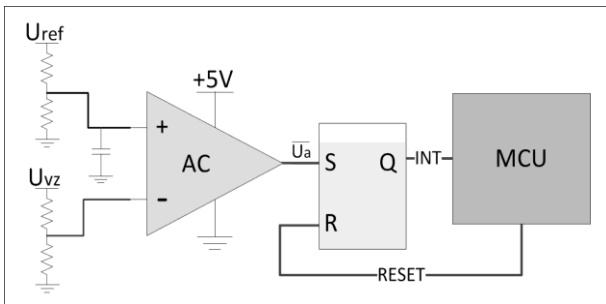 Uref
+5V
+
AC
-
Uvz
Ua
S
Q
R
INT
MCU
RESET